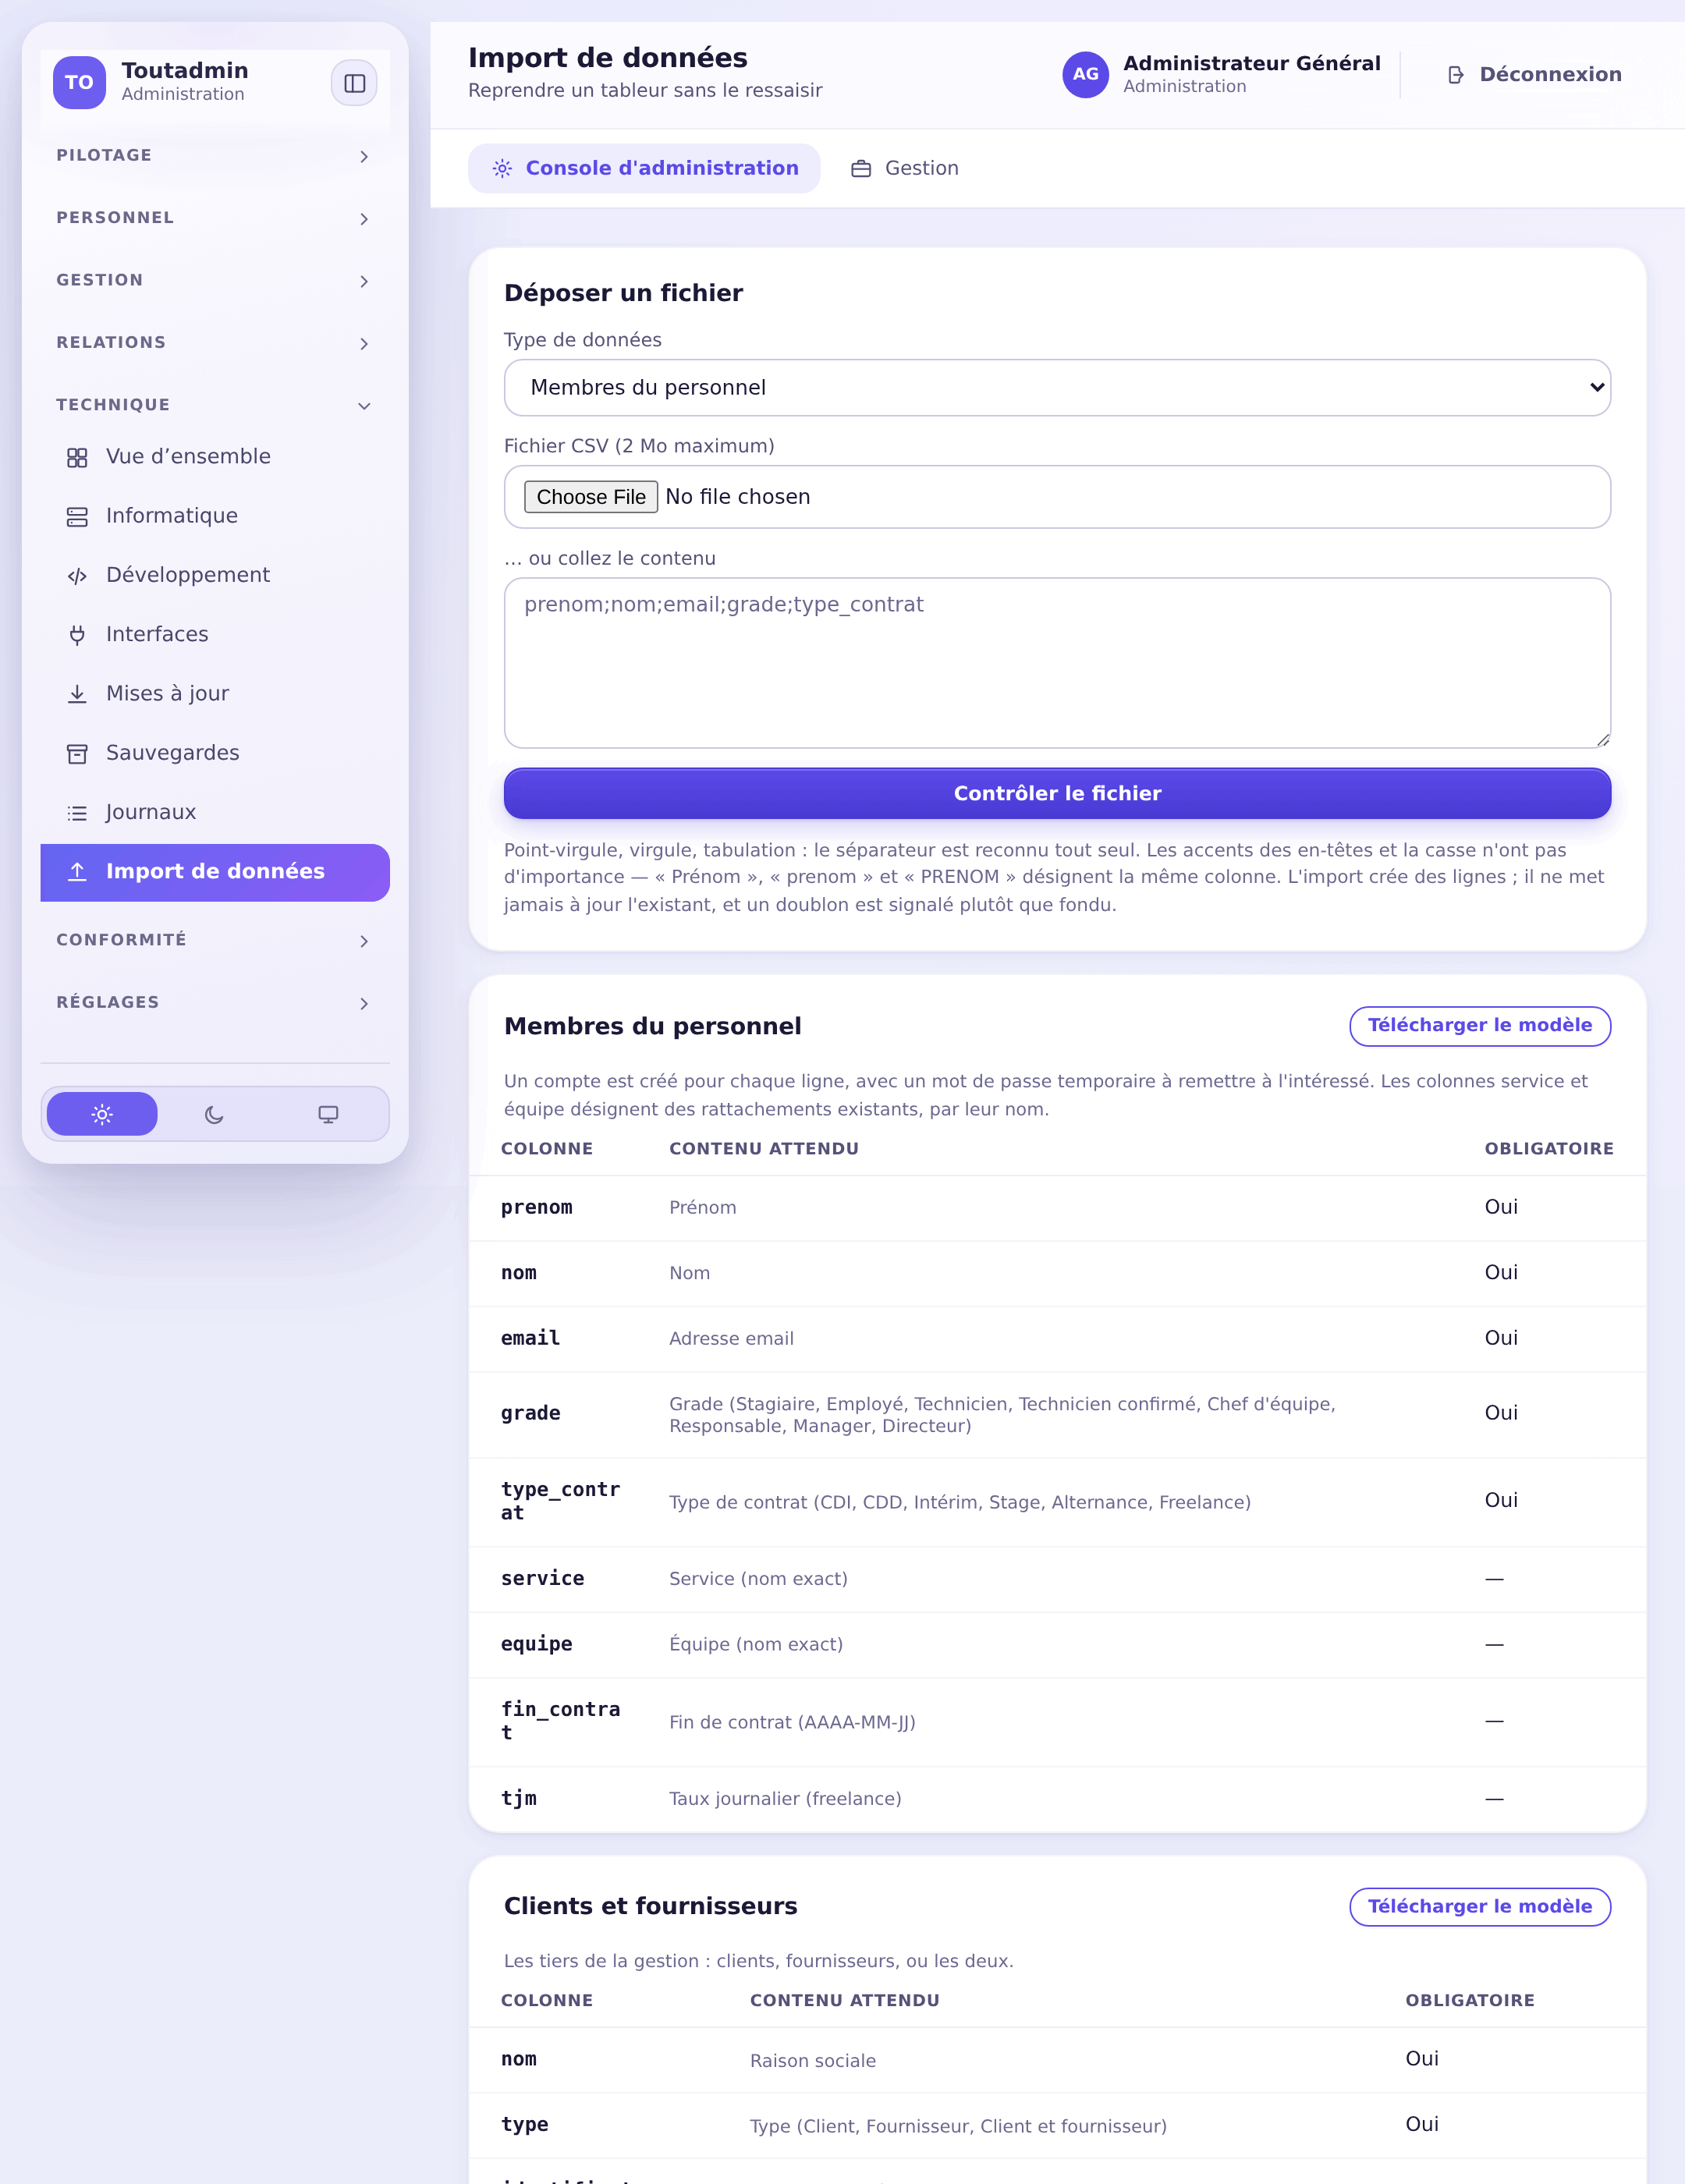 TO
Toutadmin
Administration
PILOTAGE
PERSONNEL
GESTION
RELATIONS
TECHNIQUE
Vue d’ensemble
Informatique
Développement
Interfaces
Mises à jour
Sauvegardes
Journaux
Import de données
CONFORMITÉ
RÉGLAGES
Import de données
Reprendre un tableur sans le ressaisir
AG
Administrateur Général
Administration
Déconnexion
Console d'administration
Gestion
Déposer un fichier
Type de données
Membres du personnel
Fichier CSV (2 Mo maximum)
Choose File No file chosen
... ou collez le contenu
prenom;nom;email;grade;type_contrat
Contrôler le fichier
Point-virgule, virgule, tabulation : le séparateur est reconnu tout seul. Les accents des en-têtes et la casse n'ont pas
d'importance — « Prénom », « prenom » et « PRENOM » désignent la même colonne. L'import crée des lignes ; il ne met
jamais à jour l'existant, et un doublon est signalé plutôt que fondu.
Membres du personnel
Télécharger le modèle
Un compte est créé pour chaque ligne, avec un mot de passe temporaire à remettre à l'intéressé. Les colonnes service et
équipe désignent des rattachements existants, par leur nom.
COLONNE CONTENU ATTENDU OBLIGATOIRE
prenom Prénom Oui
nom Nom Oui
email Adresse email Oui
grade Grade (Stagiaire, Employé, Technicien, Technicien confirmé, Chef d'équipe,
Responsable, Manager, Directeur) Oui
type_contr
at Type de contrat (CDI, CDD, Intérim, Stage, Alternance, Freelance) Oui
service Service (nom exact) —
equipe Équipe (nom exact) —
fin_contra
t Fin de contrat (AAAA-MM-JJ) —
tjm Taux journalier (freelance) —
Clients et fournisseurs
Télécharger le modèle
Les tiers de la gestion : clients, fournisseurs, ou les deux.
COLONNE CONTENU ATTENDU OBLIGATOIRE
nom Raison sociale Oui
type Type (Client, Fournisseur, Client et fournisseur) Oui